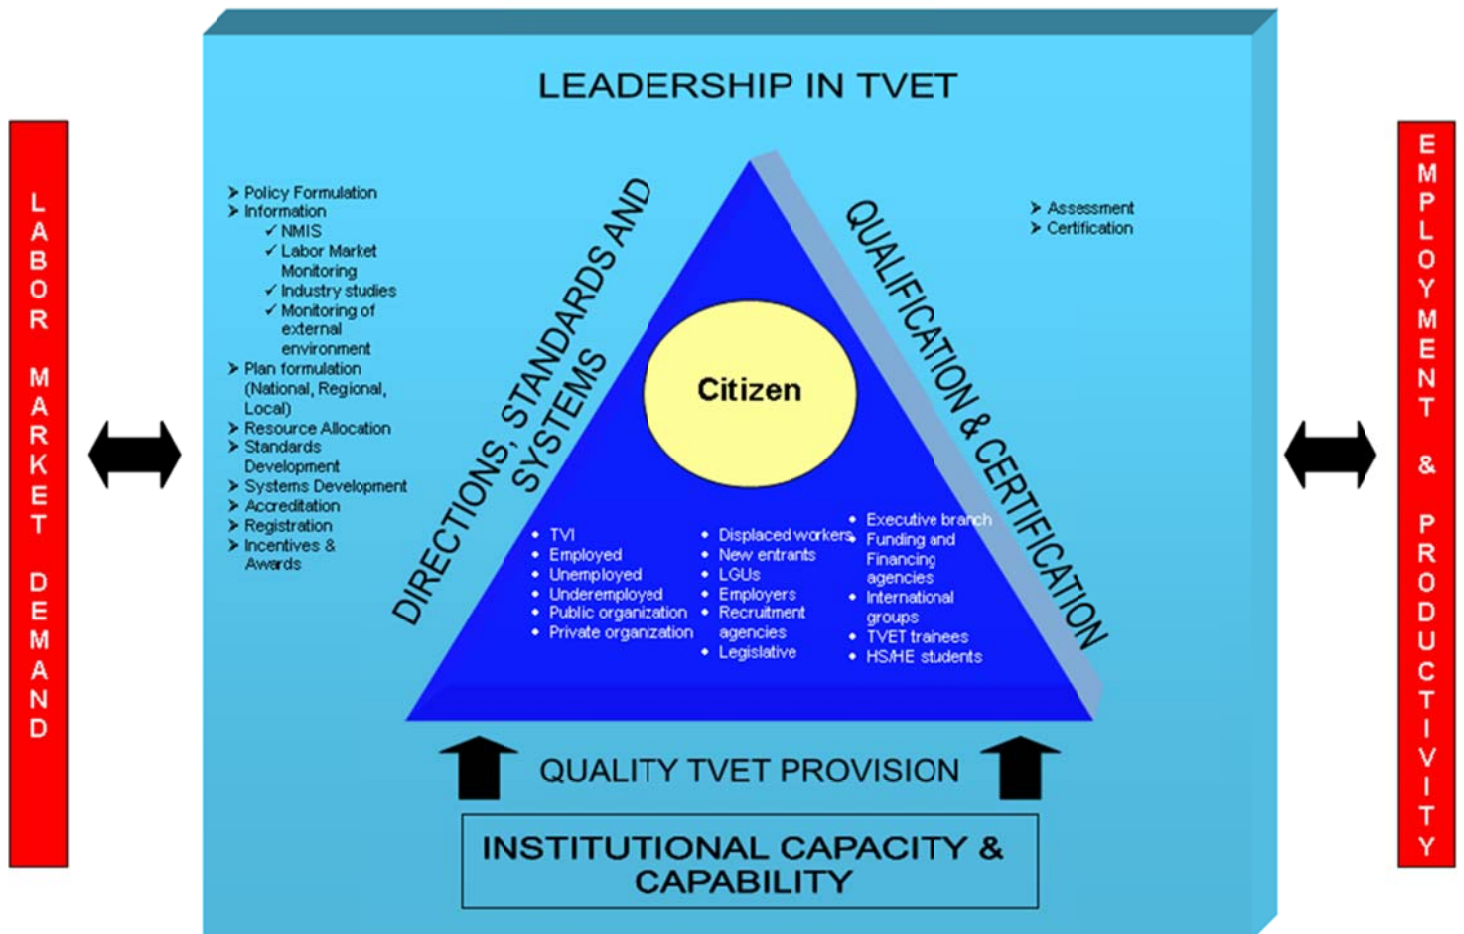 LEADERSHIP IN TVET
LABOR MARKET DEMAND
➢ Policy Formulation
➢ Information
✓ NMIS
✓ Labor Market
Monitoring
✓ Industry studies
✓ Monitoring of
external
environment
➢ Plan formulation
(National, Regional,
Local)
➢ Resource Allocation
➢ Standards
Development
➢ Systems Development
➢ Accreditation
➢ Registration
➢ Incentives &
Awards
DIRECTIONS, STANDARDS AND
SYSTEMS
Citizen
• TVI
• Employed
• Unemployed
• Underemployed
• Public organization
• Private organization
• Displaced workers
• New entrants
• LGUs
• Employers
• Recruitment
agencies
• Legislative
• Executive branch
• Funding and
Financing
agencies
• International
groups
• TVET trainees
• HS/HE students
QUALIFICATION & CERTIFICATION
➢ Assessment
➢ Certification
EMPLOYMENT & PRODUCTIVITY
QUALITY TVET PROVISION
INSTITUTIONAL CAPACITY &
CAPABILITY